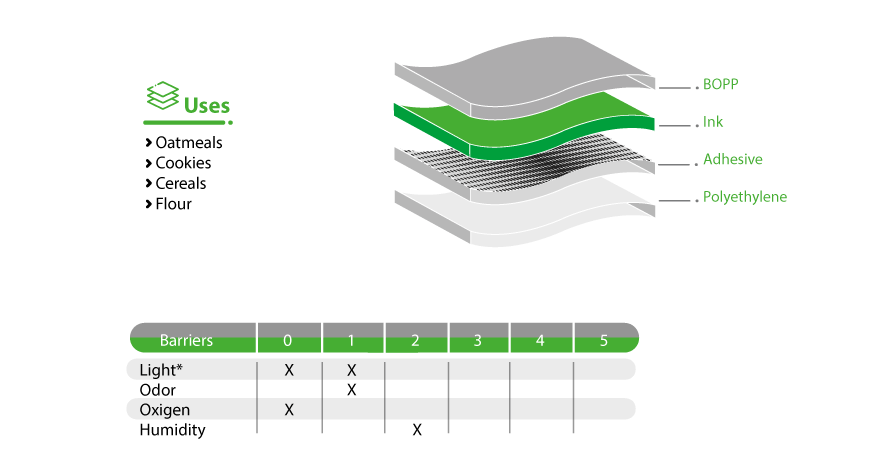 Uses
Oatmeals
Cookies
Cereals
Flour
BOPP
Ink
Adhesive
Polyethylene
Barriers 0 1 2 3 4 5
Light* X X
Odor X
Oxigen X
Humidity X